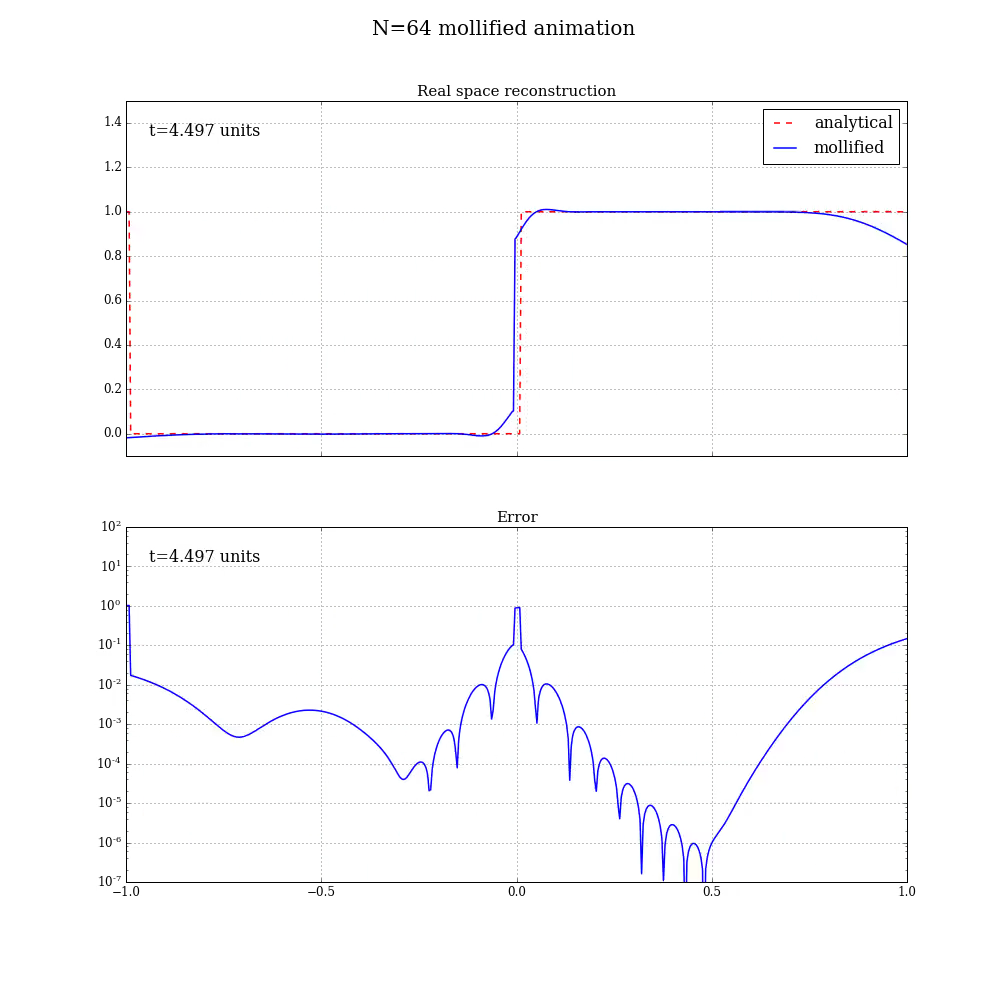 N=64 mollified animation
Real space reconstruction
t=4.497 units
analytical
mollified
1.4
1.2
1.0
0.8
0.6
0.4
0.2
0.0
Error
t=4.497 units
10²
10¹
10⁰
10⁻¹
10⁻²
10⁻³
10⁻⁴
10⁻⁵
10⁻⁶
10⁻⁷
−1.0 −0.5 0.0 0.5 1.0